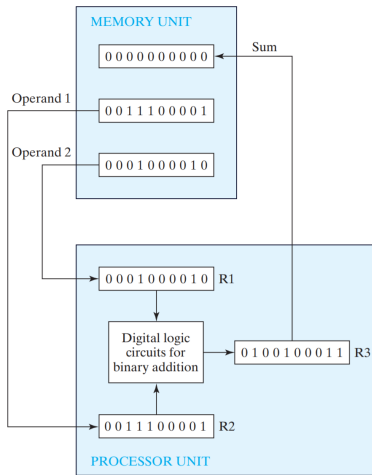 MEMORY UNIT
0 0 0 0 0 0 0 0 0 0
Sum
Operand 1
0 0 1 1 1 0 0 0 0 1
Operand 2
0 0 0 1 0 0 0 0 1 0
0 0 0 1 0 0 0 0 1 0 R1
Digital logic
circuits for
binary addition
0 1 0 0 1 0 0 0 1 1 R3
0 0 1 1 1 0 0 0 0 1 R2
PROCESSOR UNIT